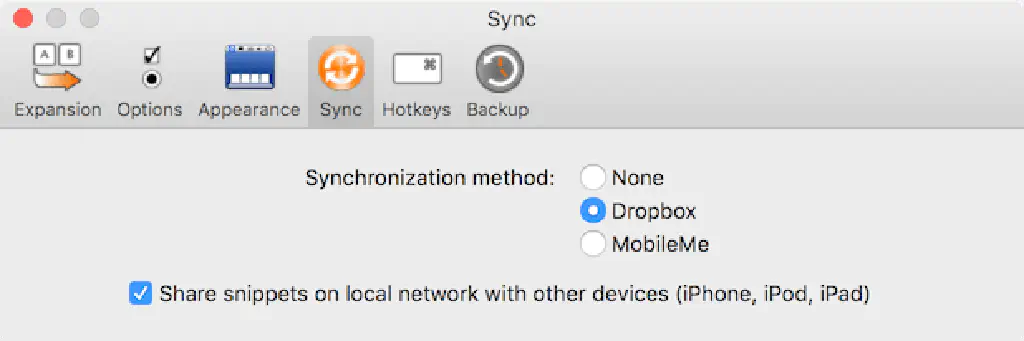 Sync
A B
⌘
Expansion Options Appearance Sync Hotkeys Backup
Synchronization method: None
Dropbox
MobileMe
Share snippets on local network with other devices (iPhone, iPod, iPad)